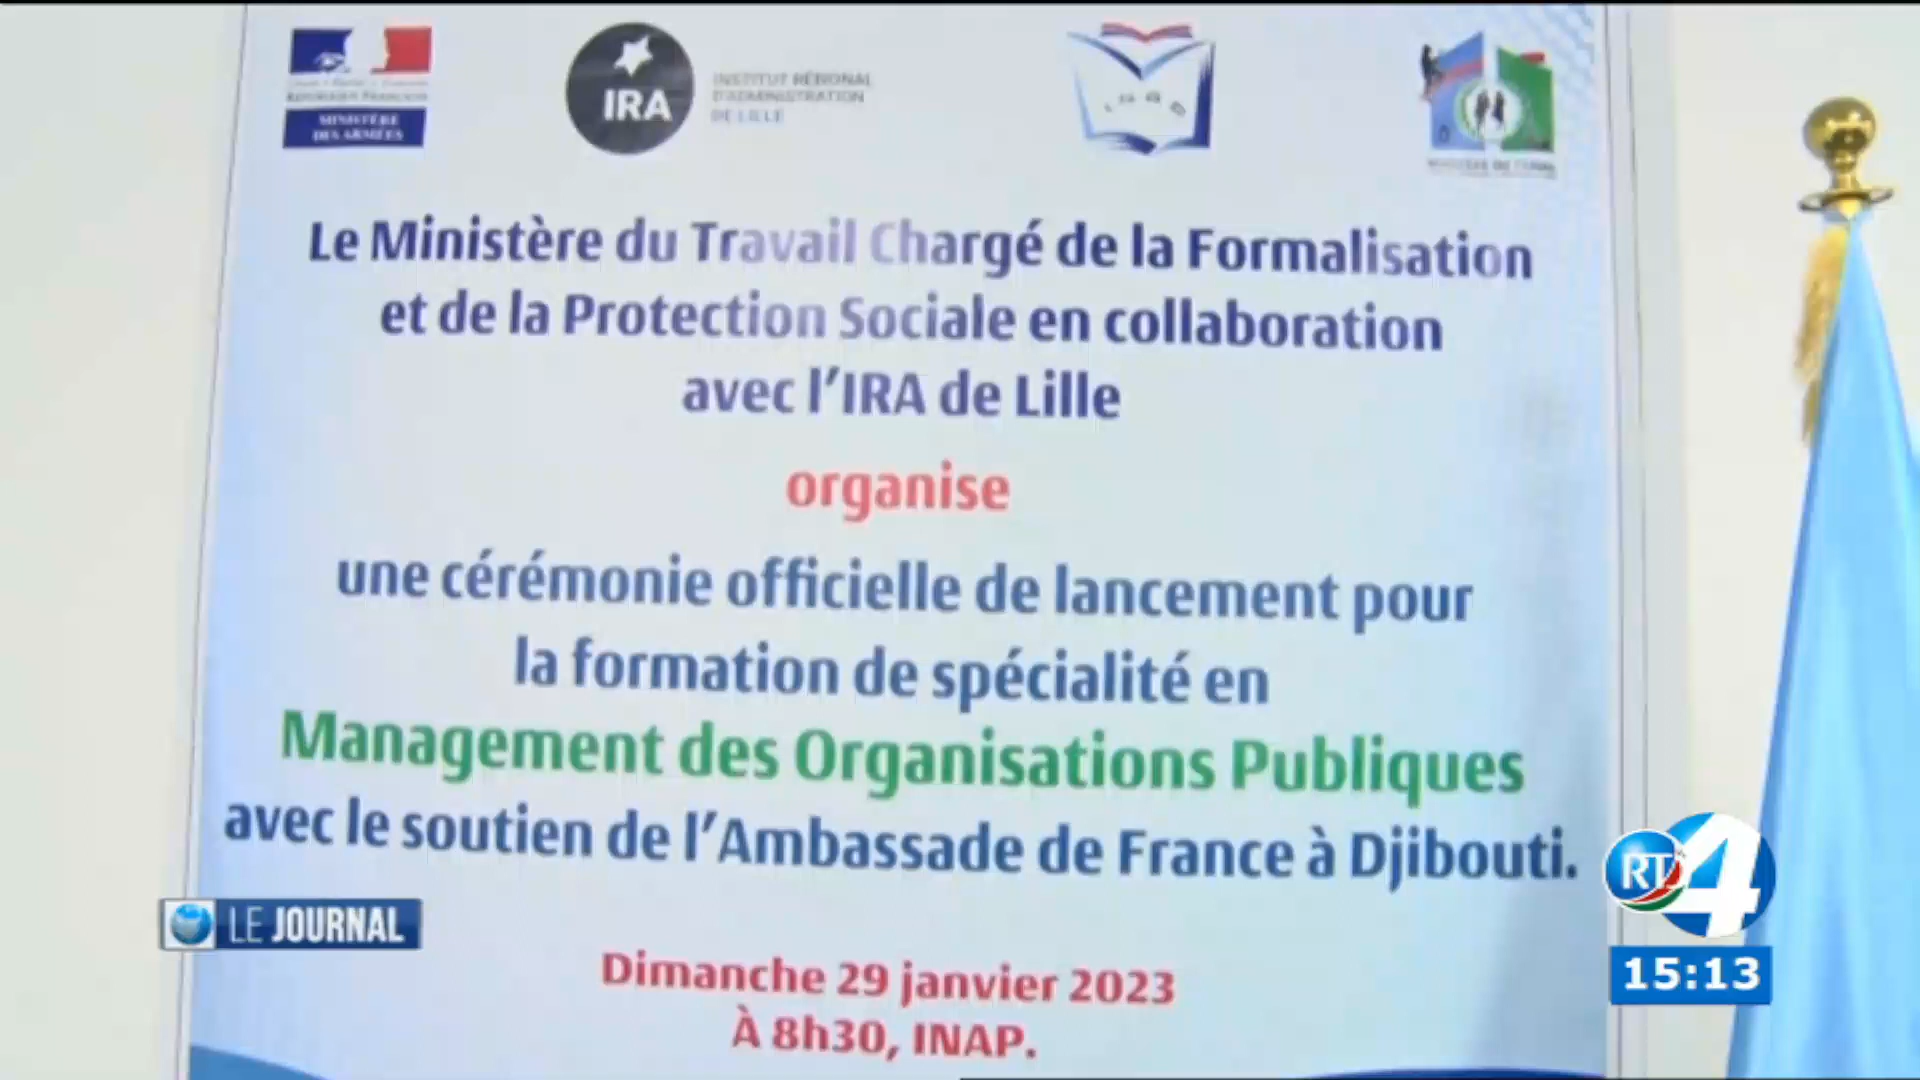 MINISTÈRE
DES ARMÉES
IRA
INSTITUT RÉGIONAL
D'ADMINISTRATION
DE LILLE
Le Ministère du Travail Chargé de la Formalisation
et de la Protection Sociale en collaboration
avec l'IRA de Lille
organise
une cérémonie officielle de lancement pour
la formation de spécialité en
Management des Organisations Publiques
avec le soutien de l'Ambassade de France à Djibouti.
Dimanche 29 janvier 2023
À 8h30, INAP.
LE JOURNAL
RTD 4
15:13